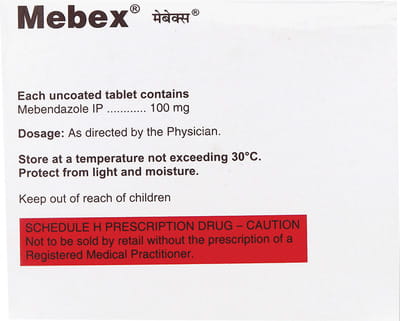 Mebex® मेबेक्स®
Each uncoated tablet contains
Mebendazole IP ............ 100 mg
Dosage: As directed by the Physician.
Store at a temperature not exceeding 30°C.
Protect from light and moisture.
Keep out of reach of children
SCHEDULE H PRESCRIPTION DRUG – CAUTION
Not to be sold by retail without the prescription of a
Registered Medical Practitioner.